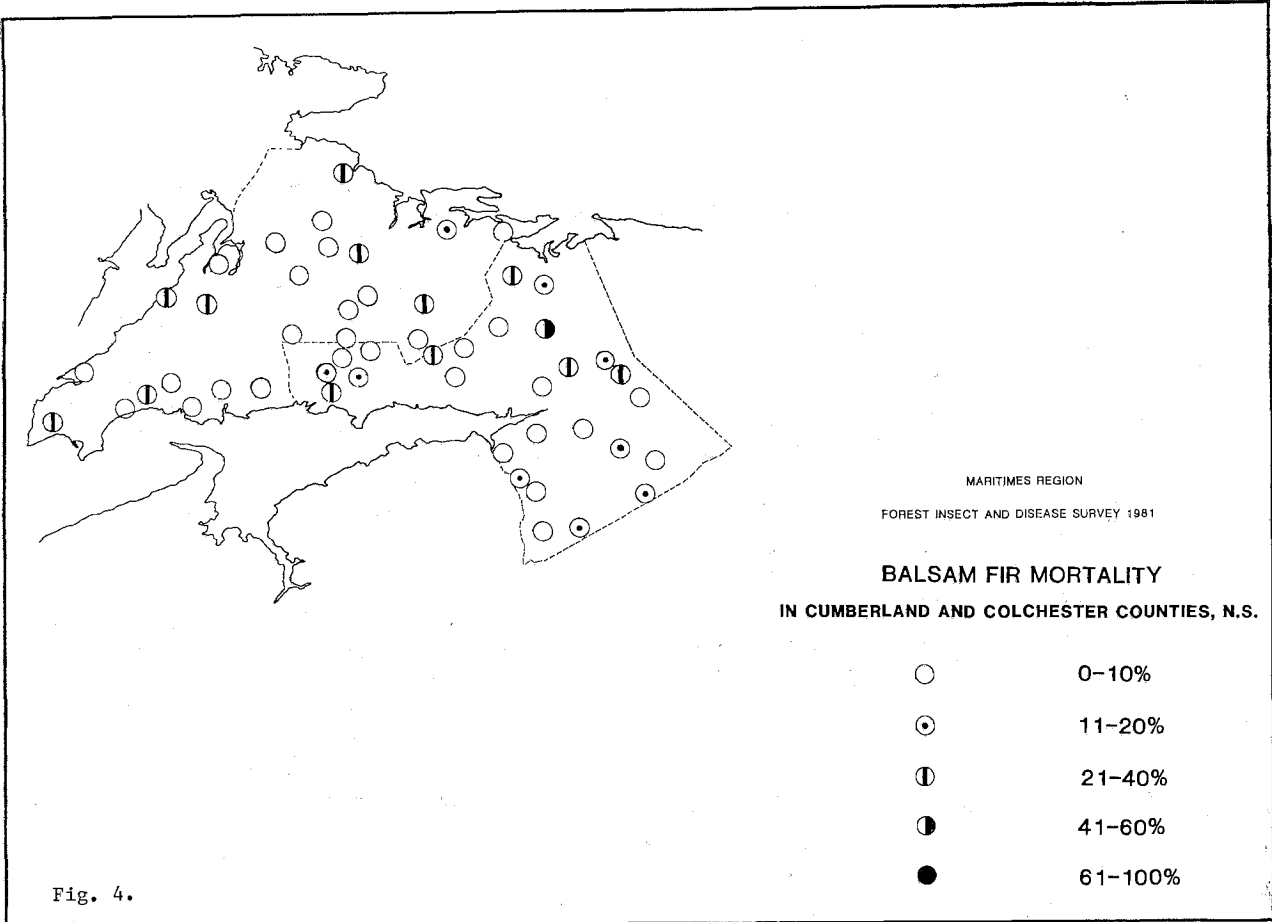 MARITIMES REGION
FOREST INSECT AND DISEASE SURVEY 1981
BALSAM FIR MORTALITY
IN CUMBERLAND AND COLCHESTER COUNTIES, N.S.
0-10%
11-20%
21-40%
41-60%
61-100%
Fig. 4.